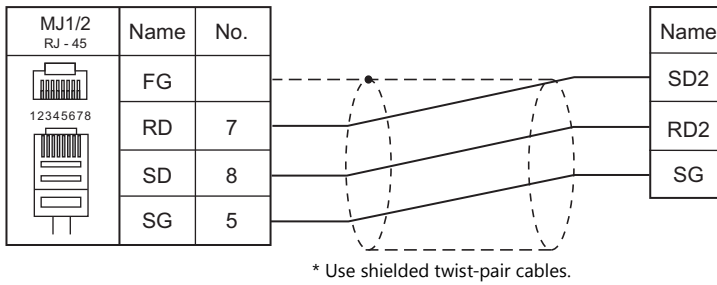 MJ1/2 Name No. Name
RJ - 45
FG SD2
12345678
RD 7 RD2
SD 8 SG
SG 5
* Use shielded twist-pair cables.